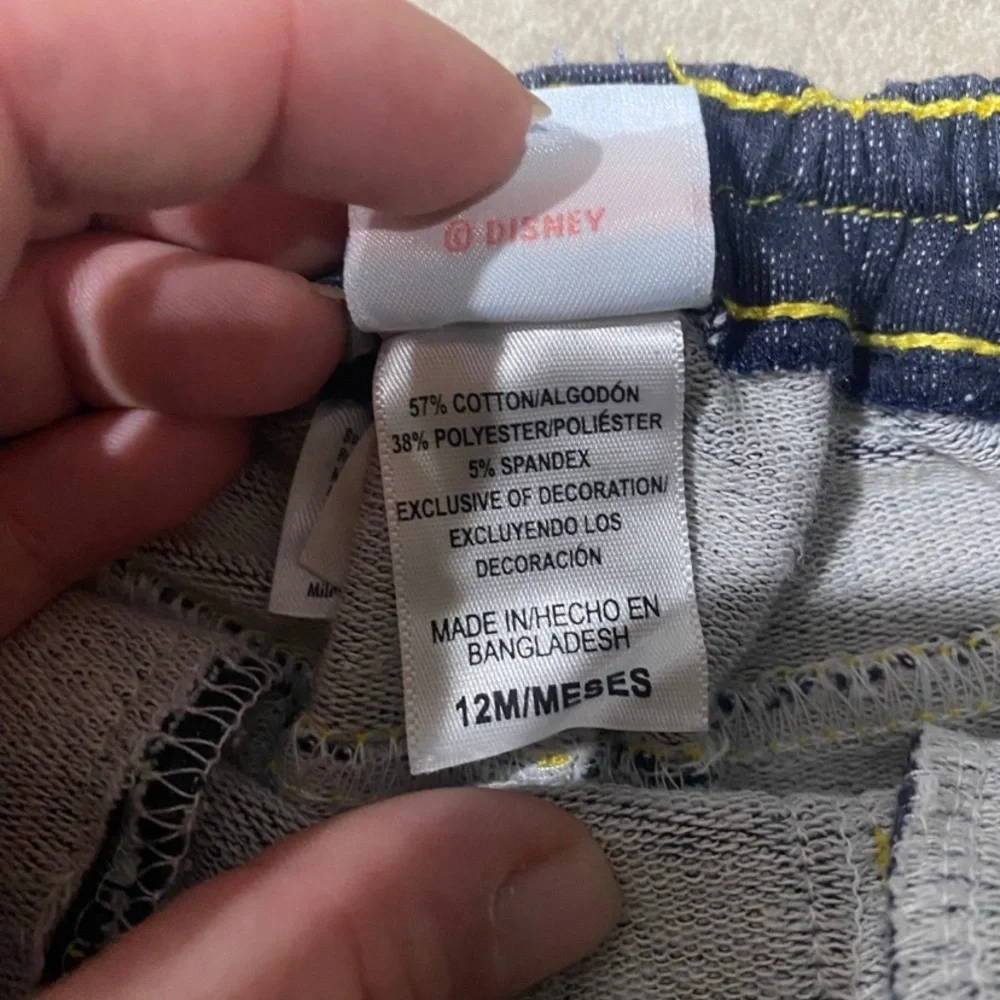 © DISNEY
57% COTTON/ALGODÓN
38% POLYESTER/POLIÉSTER
5% SPANDEX
EXCLUSIVE OF DECORATION/
EXCLUYENDO LOS
DECORACIÓN
MADE IN/HECHO EN
BANGLADESH
12M/MESES